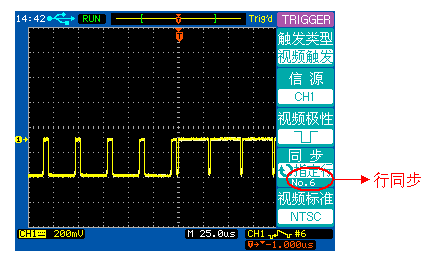 14:42 RUN Trig'd TRIGGER
触发类型
视频触发
信源
CH1
视频极性
同步
指定行
No.6
行同步
视频标准
NTSC
CH1 200mV M 25.0us CH1 #6
-1.000us